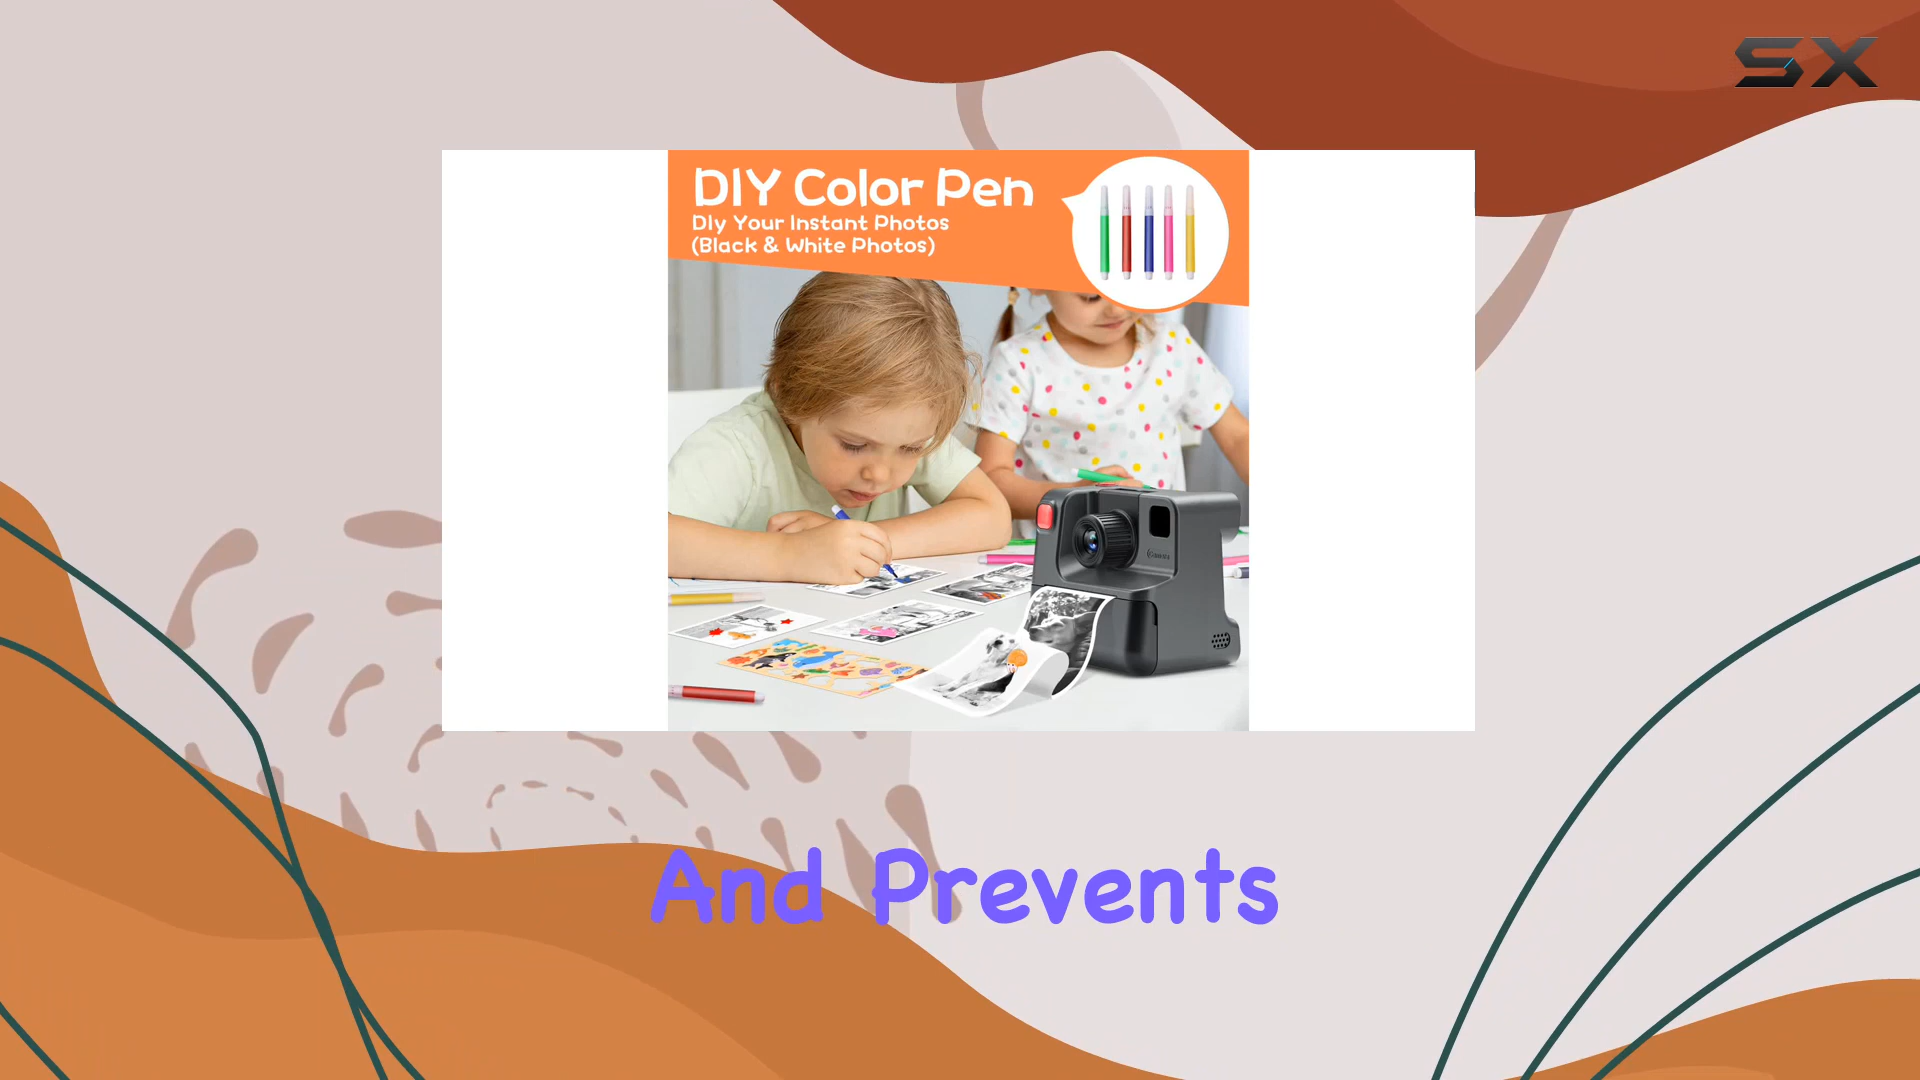 SX
DIY Color Pen
DIy Your Instant Photos
(Black & White Photos)
And Prevents